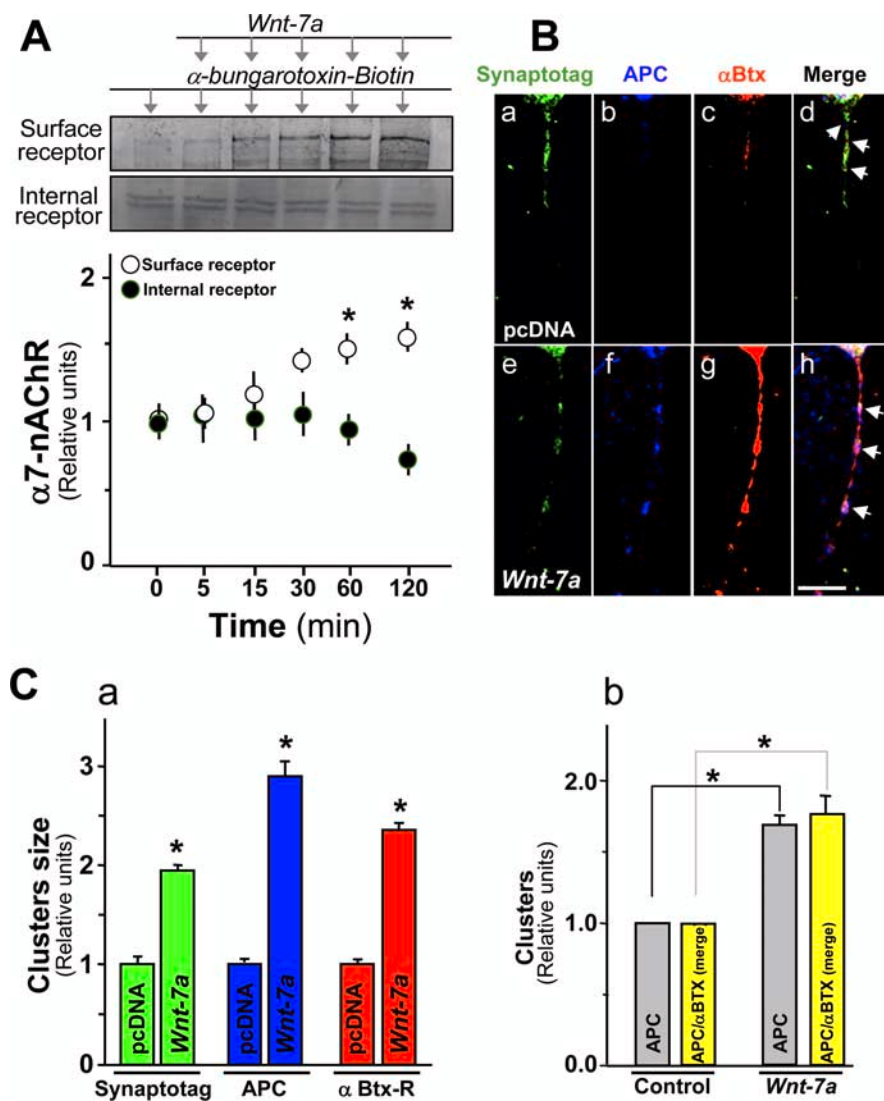 A
Wnt-7a
α-bungarotoxin-Biotin
Surface
receptor
Internal
receptor
2
1
0
α7-nAChR
(Relative units)
Surface receptor
Internal receptor
*
*
0 5 15 30 60 120
Time (min)
B
Synaptotag APC αBtx Merge
a b c d
pcDNA
e f g h
Wnt-7a
C
a
3
2
1
0
Clusters size
(Relative units)
*
*
*
pcDNA
Wnt-7a
pcDNA
Wnt-7a
pcDNA
Wnt-7a
Synaptotag APC α Btx-R
b
2.0
1.0
0.0
Clusters
(Relative units)
*
*
APC
APC/αBTX (merge)
APC
APC/αBTX (merge)
Control Wnt-7a